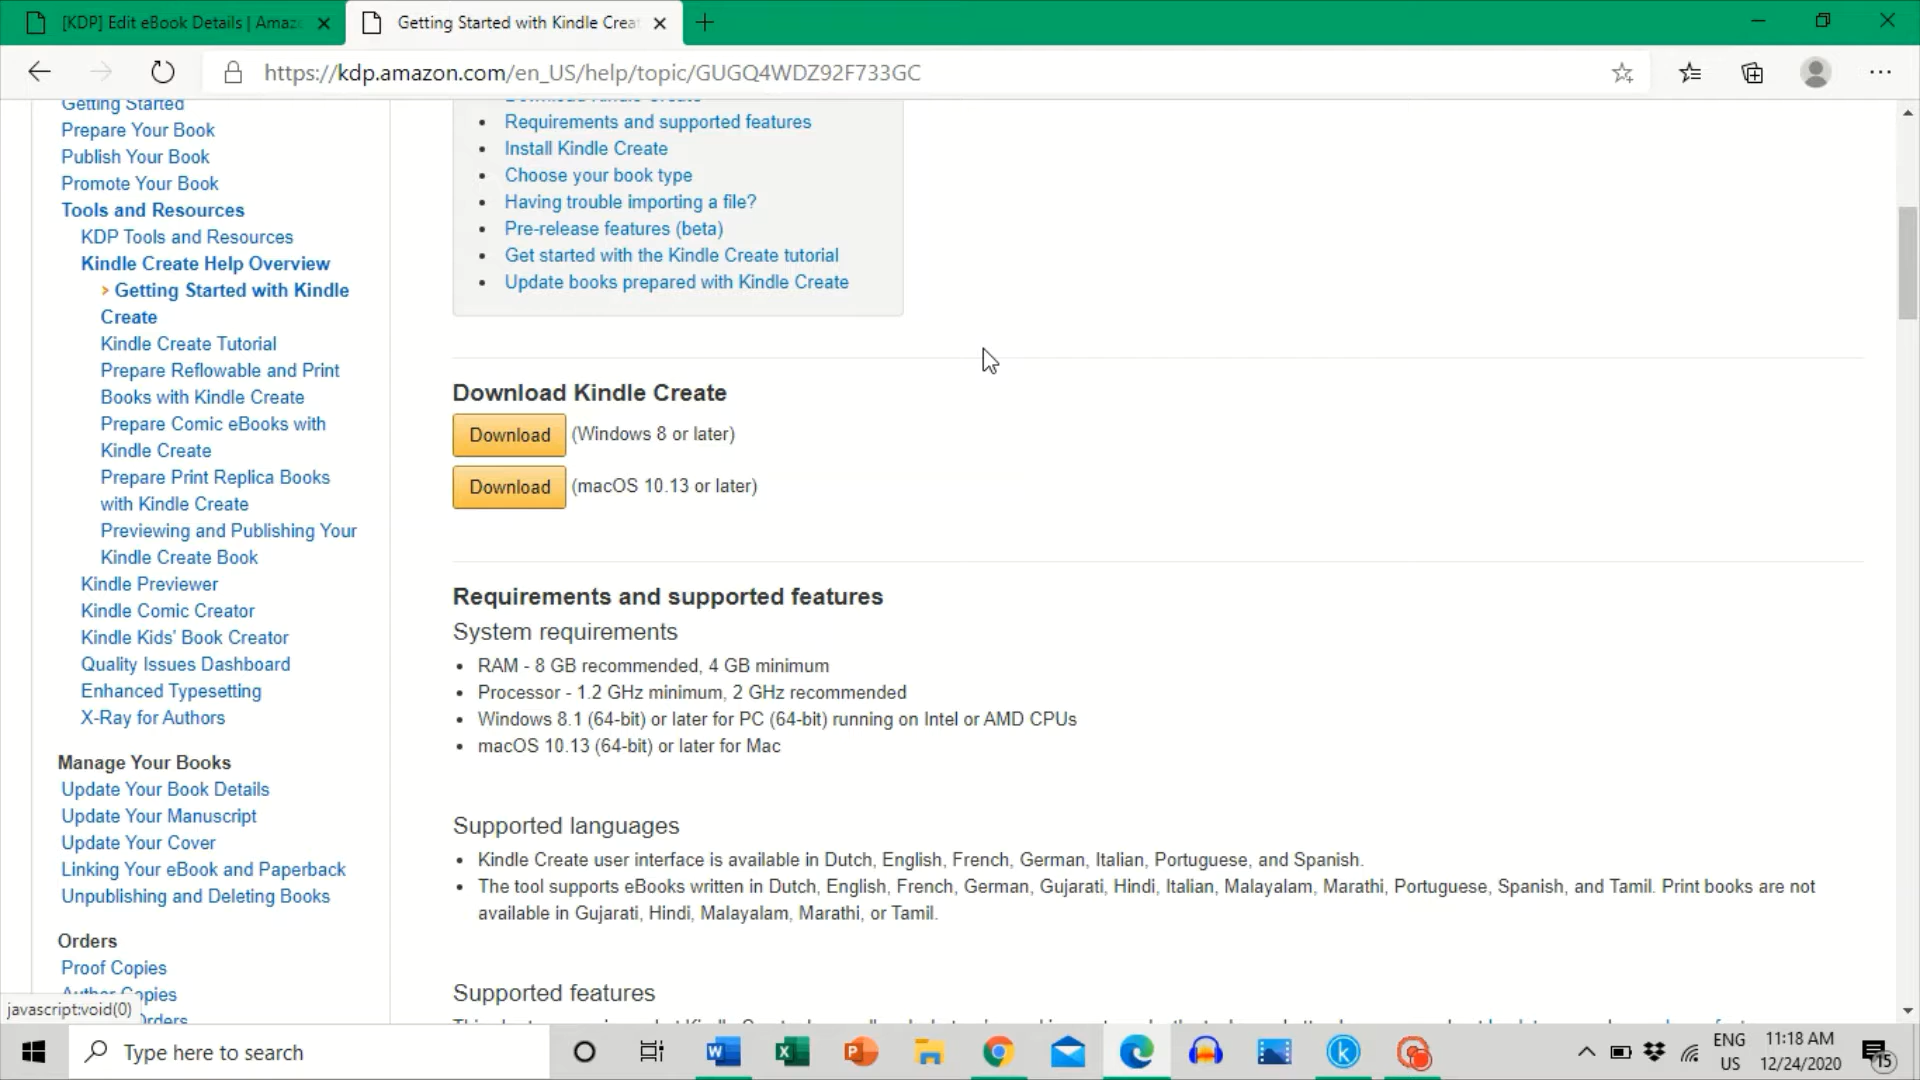 [KDP] Edit eBook Details | Amaz
Getting Started with Kindle Crea
https://kdp.amazon.com/en_US/help/topic/GUGQ4WDZ92F733GC
Getting Started
Prepare Your Book
Publish Your Book
Promote Your Book
Tools and Resources
KDP Tools and Resources
Kindle Create Help Overview
› Getting Started with Kindle
Create
Kindle Create Tutorial
Prepare Reflowable and Print
Books with Kindle Create
Prepare Comic eBooks with
Kindle Create
Prepare Print Replica Books
with Kindle Create
Previewing and Publishing Your
Kindle Create Book
Kindle Previewer
Kindle Comic Creator
Kindle Kids' Book Creator
Quality Issues Dashboard
Enhanced Typesetting
X-Ray for Authors
Manage Your Books
Update Your Book Details
Update Your Manuscript
Update Your Cover
Linking Your eBook and Paperback
Unpublishing and Deleting Books
Orders
Proof Copies
Author Copies
Orders
javascript:void(0)
Download Kindle Create
• Requirements and supported features
• Install Kindle Create
• Choose your book type
• Having trouble importing a file?
• Pre-release features (beta)
• Get started with the Kindle Create tutorial
• Update books prepared with Kindle Create
Download Kindle Create
Download (Windows 8 or later)
Download (macOS 10.13 or later)
Requirements and supported features
System requirements
• RAM - 8 GB recommended, 4 GB minimum
• Processor - 1.2 GHz minimum, 2 GHz recommended
• Windows 8.1 (64-bit) or later for PC (64-bit) running on Intel or AMD CPUs
• macOS 10.13 (64-bit) or later for Mac
Supported languages
• Kindle Create user interface is available in Dutch, English, French, German, Italian, Portuguese, and Spanish.
• The tool supports eBooks written in Dutch, English, French, German, Gujarati, Hindi, Italian, Malayalam, Marathi, Portuguese, Spanish, and Tamil. Print books are not
available in Gujarati, Hindi, Malayalam, Marathi, or Tamil.
Supported features
Type here to search
ENG
US
11:18 AM
12/24/2020
15